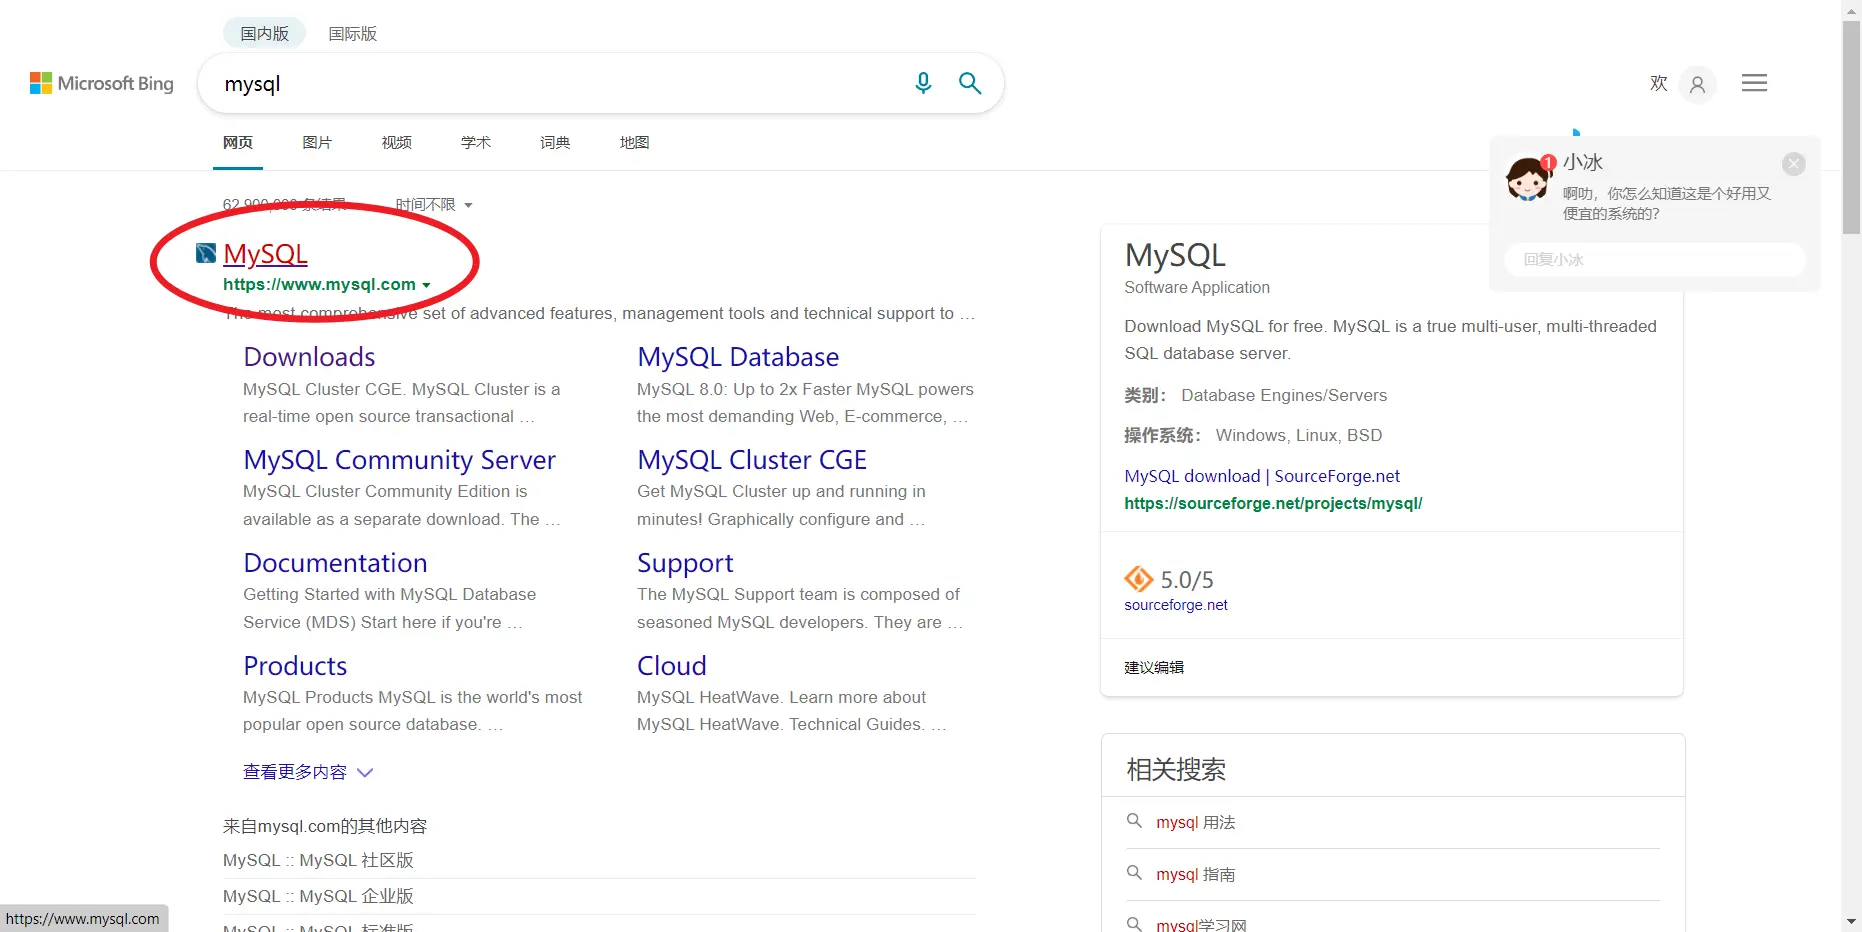 国内版
国际版
Microsoft Bing
mysql
欢
网页
图片
视频
学术
词典
地图
62,900,000 条结果
时间不限
MySQL
https://www.mysql.com
The most comprehensive set of advanced features, management tools and technical support to ...
Downloads
MySQL Cluster CGE. MySQL Cluster is a
real-time open source transactional ...
MySQL Database
MySQL 8.0: Up to 2x Faster MySQL powers
the most demanding Web, E-commerce, ...
MySQL Community Server
MySQL Cluster Community Edition is
available as a separate download. The ...
MySQL Cluster CGE
Get MySQL Cluster up and running in
minutes! Graphically configure and ...
Documentation
Getting Started with MySQL Database
Service (MDS) Start here if you're ...
Support
The MySQL Support team is composed of
seasoned MySQL developers. They are ...
Products
MySQL Products MySQL is the world's most
popular open source database. ...
Cloud
MySQL HeatWave. Learn more about
MySQL HeatWave. Technical Guides. ...
查看更多内容
来自mysql.com的其他内容
MySQL :: MySQL 社区版
MySQL :: MySQL 企业版
MySQL :: MySQL 标准版
https://www.mysql.com
1
小冰
啊叻，你怎么知道这是个好用又
便宜的系统的?
回复小冰
MySQL
Software Application
Download MySQL for free. MySQL is a true multi-user, multi-threaded
SQL database server.
类别： Database Engines/Servers
操作系统： Windows, Linux, BSD
MySQL download | SourceForge.net
https://sourceforge.net/projects/mysql/
5.0/5
sourceforge.net
建议编辑
相关搜索
mysql 用法
mysql 指南
mysql学习网